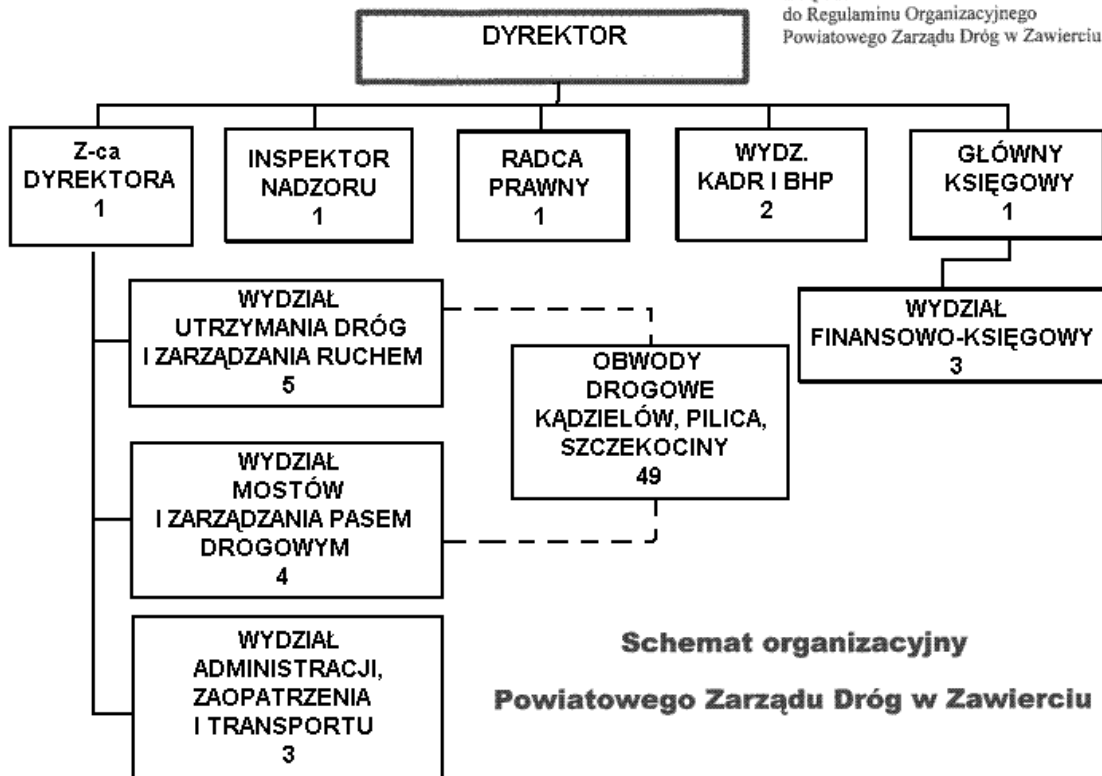 do Regulaminu Organizacyjnego
Powiatowego Zarządu Dróg w Zawierciu
DYREKTOR
Z-ca
DYREKTORA
1
INSPEKTOR
NADZORU
1
RADCA
PRAWNY
1
WYDZ.
KADR I BHP
2
GŁÓWNY
KSIĘGOWY
1
WYDZIAŁ
UTRZYMANIA DRÓG
I ZARZĄDZANIA RUCHEM
5
OBWODY
DROGOWE
KĄDZIELÓW, PILICA,
SZCZEKOCINY
49
WYDZIAŁ
FINANSOWO-KSIĘGOWY
3
WYDZIAŁ
MOSTÓW
I ZARZĄDZANIA PASEM
DROGOWYM
4
WYDZIAŁ
ADMINISTRACJI,
ZAOPATRZENIA
I TRANSPORTU
3
Schemat organizacyjny
Powiatowego Zarządu Dróg w Zawierciu